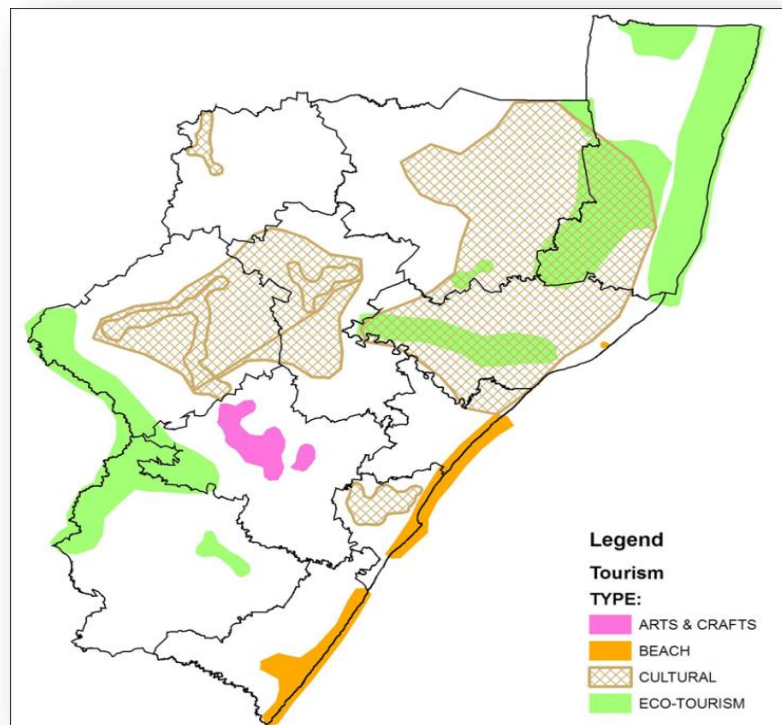 Legend
Tourism
TYPE:
ARTS & CRAFTS
BEACH
CULTURAL
ECO-TOURISM